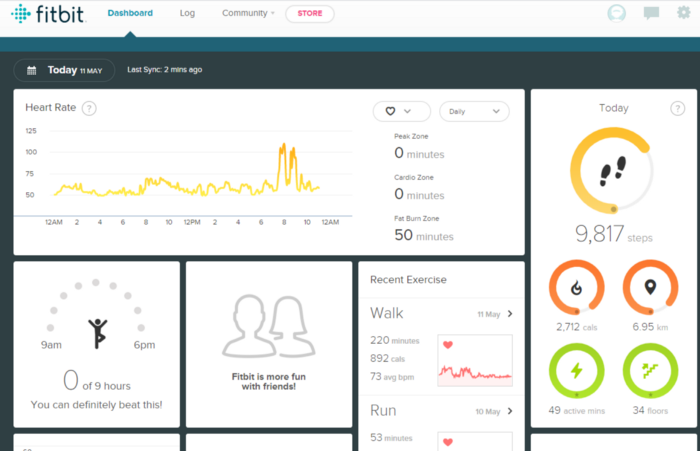 fitbit
Dashboard
Log
Community
STORE
Today 11 MAY
Last Sync: 2 mins ago
Heart Rate ?
Daily
125
100
75
50
12AM 2 4 6 8 10 12PM 2 4 6 8 10 12AM
Peak Zone
0 minutes
Cardio Zone
0 minutes
Fat Burn Zone
50 minutes
Today ?
9,817 steps
2,712 cals
6.95 km
49 active mins
34 floors
9am 6pm
0 of 9 hours
You can definitely beat this!
Fitbit is more fun
with friends!
Recent Exercise
Walk 11 May
220 minutes
892 cals
73 avg bpm
Run 10 May
53 minutes